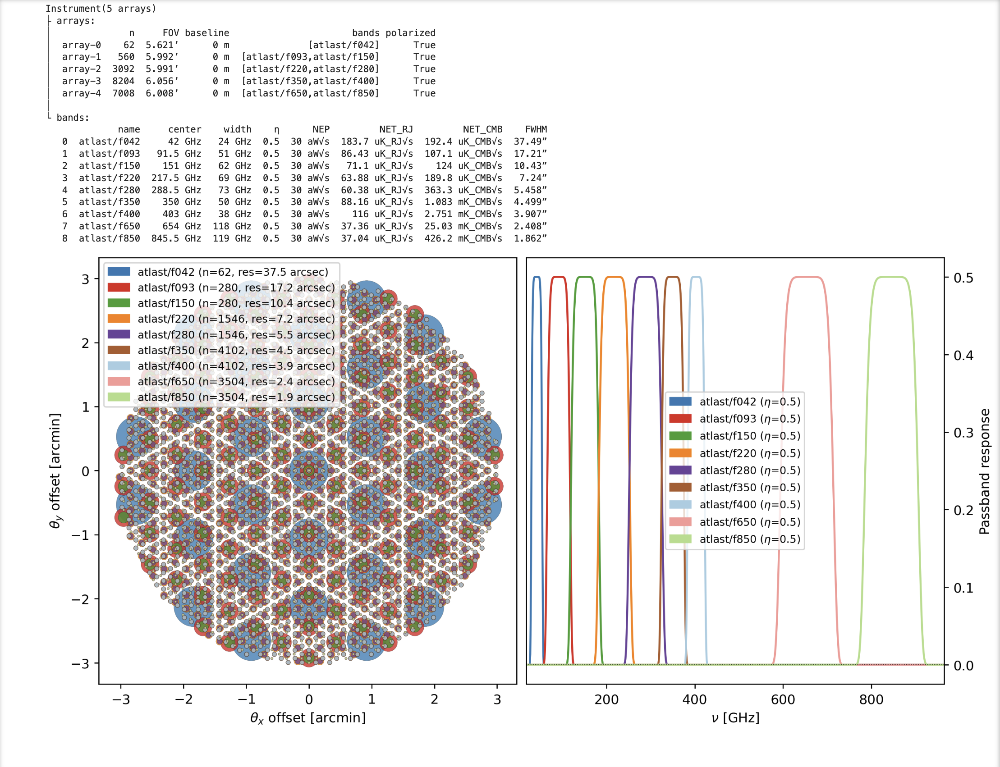 Instrument(5 arrays)
├ arrays:
│              n     FOV baseline                      bands polarized
│  array-0    62  5.621’      0 m              [atlast/f042]      True
│  array-1   560  5.992’      0 m  [atlast/f093,atlast/f150]      True
│  array-2  3092  5.991’      0 m  [atlast/f220,atlast/f280]      True
│  array-3  8204  6.056’      0 m  [atlast/f350,atlast/f400]      True
│  array-4  7008  6.008’      0 m  [atlast/f650,atlast/f850]      True
│
└ bands:
             name     center    width    η      NEP         NET_RJ         NET_CMB    FWHM
   0  atlast/f042     42 GHz   24 GHz  0.5  30 aW√s  183.7 uK_RJ√s  192.4 uK_CMB√s  37.49”
   1  atlast/f093   91.5 GHz   51 GHz  0.5  30 aW√s  86.43 uK_RJ√s  107.1 uK_CMB√s  17.21”
   2  atlast/f150    151 GHz   62 GHz  0.5  30 aW√s   71.1 uK_RJ√s    124 uK_CMB√s  10.43”
   3  atlast/f220  217.5 GHz   69 GHz  0.5  30 aW√s  63.88 uK_RJ√s  189.8 uK_CMB√s   7.24”
   4  atlast/f280  288.5 GHz   73 GHz  0.5  30 aW√s  60.38 uK_RJ√s  363.3 uK_CMB√s  5.458”
   5  atlast/f350    350 GHz   50 GHz  0.5  30 aW√s  88.16 uK_RJ√s  1.083 mK_CMB√s  4.499”
   6  atlast/f400    403 GHz   38 GHz  0.5  30 aW√s    116 uK_RJ√s  2.751 mK_CMB√s  3.907”
   7  atlast/f650    654 GHz  118 GHz  0.5  30 aW√s  37.36 uK_RJ√s  25.03 mK_CMB√s  2.408”
   8  atlast/f850  845.5 GHz  119 GHz  0.5  30 aW√s  37.04 uK_RJ√s  426.2 mK_CMB√s  1.862”
atlast/f042 (n=62, res=37.5 arcsec)
atlast/f093 (n=280, res=17.2 arcsec)
atlast/f150 (n=280, res=10.4 arcsec)
atlast/f220 (n=1546, res=7.2 arcsec)
atlast/f280 (n=1546, res=5.5 arcsec)
atlast/f350 (n=4102, res=4.5 arcsec)
atlast/f400 (n=4102, res=3.9 arcsec)
atlast/f650 (n=3504, res=2.4 arcsec)
atlast/f850 (n=3504, res=1.9 arcsec)
3
2
1
0
−1
−2
−3
θy offset [arcmin]
−3 −2 −1 0 1 2 3
θx offset [arcmin]
atlast/f042 (η=0.5)
atlast/f093 (η=0.5)
atlast/f150 (η=0.5)
atlast/f220 (η=0.5)
atlast/f280 (η=0.5)
atlast/f350 (η=0.5)
atlast/f400 (η=0.5)
atlast/f650 (η=0.5)
atlast/f850 (η=0.5)
0.5
0.4
0.3
0.2
0.1
0.0
Passband response
200 400 600 800
ν [GHz]